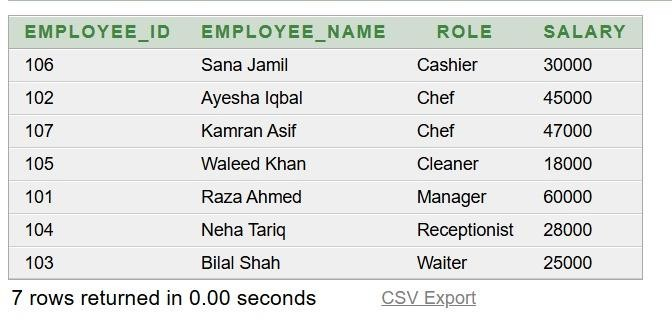 EMPLOYEE_ID EMPLOYEE_NAME ROLE SALARY
106 Sana Jamil Cashier 30000
102 Ayesha Iqbal Chef 45000
107 Kamran Asif Chef 47000
105 Waleed Khan Cleaner 18000
101 Raza Ahmed Manager 60000
104 Neha Tariq Receptionist 28000
103 Bilal Shah Waiter 25000
7 rows returned in 0.00 seconds CSV Export